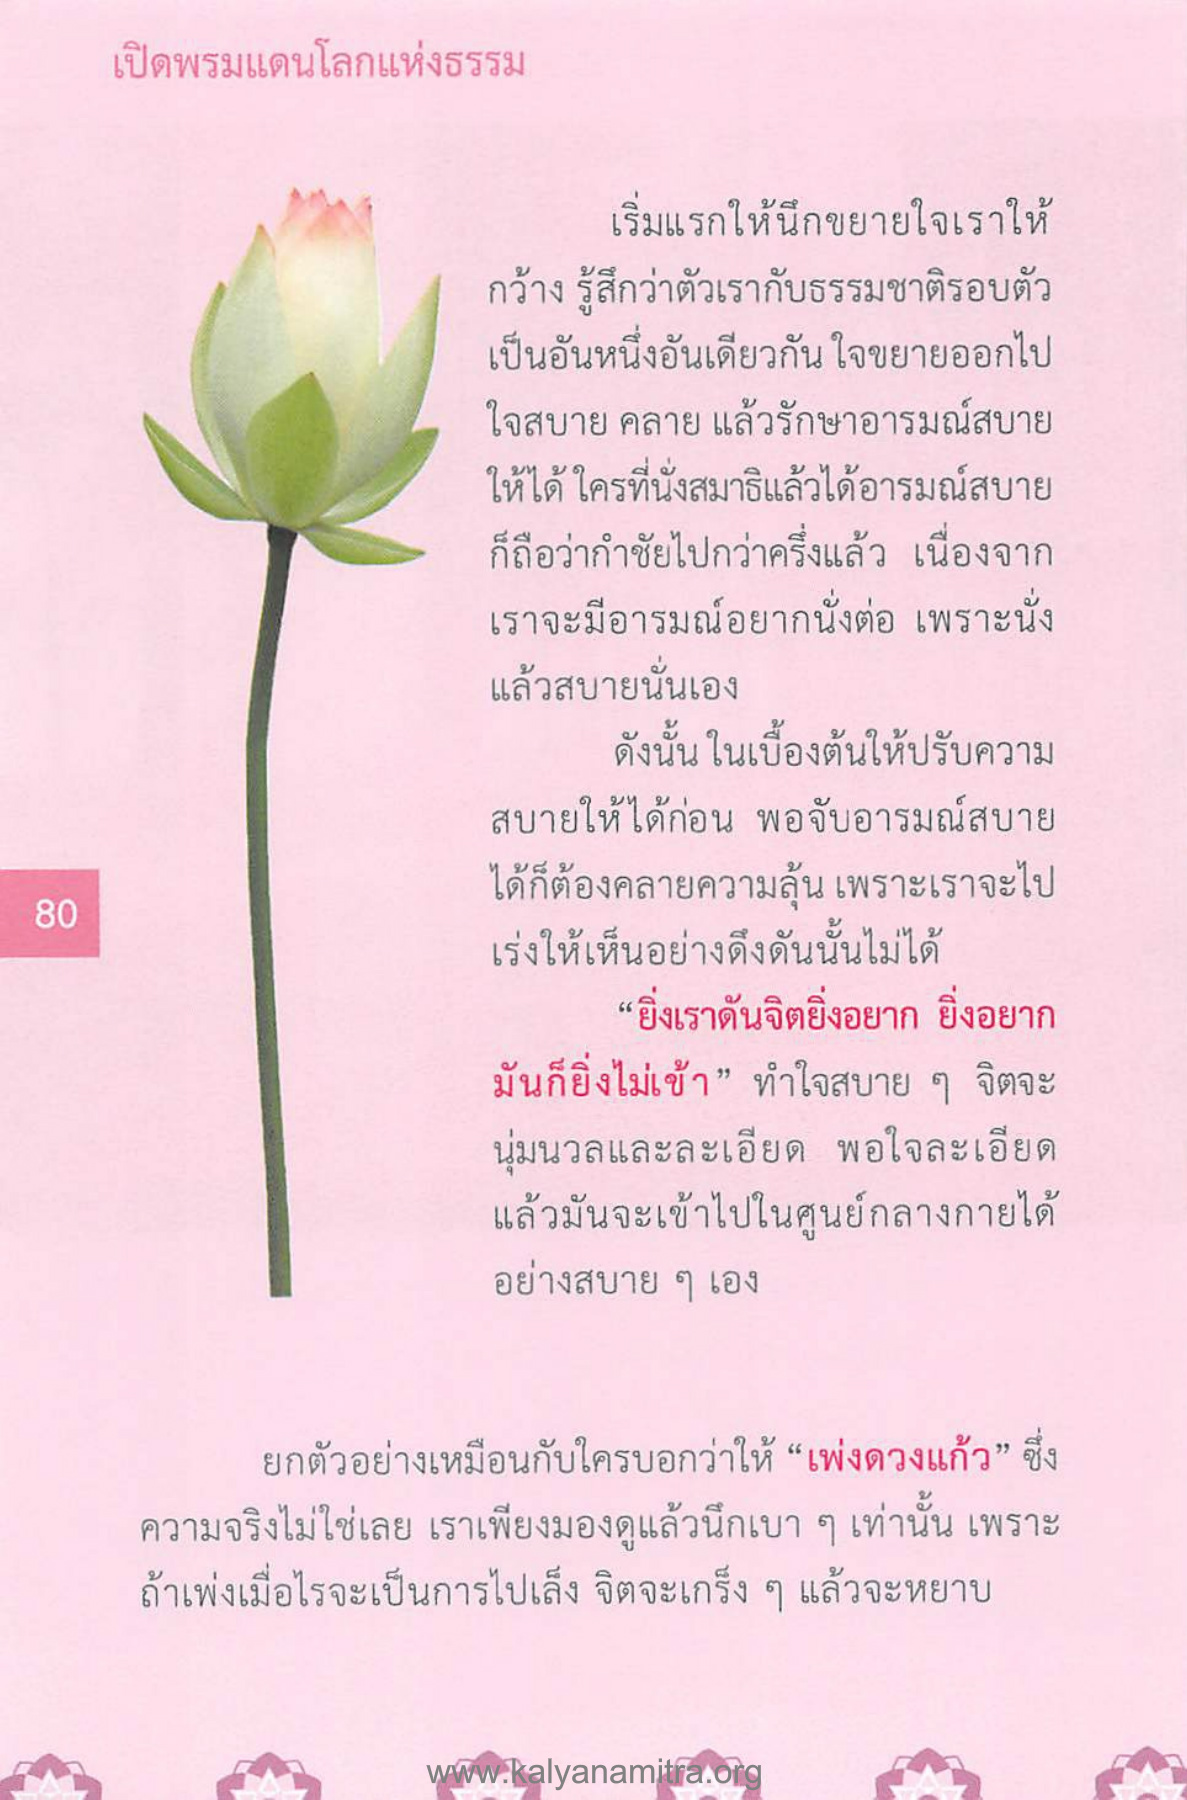 เปิดพรมแดนโลกแห่งธรรม
เริ่มแรกให้นึกขยายใจเราให้
กว้าง รู้สึกว่าตัวเรากับธรรมชาติรอบตัว
เป็นอันหนึ่งอันเดียวกัน ใจขยายออกไป
ใจสบาย คลาย แล้วรักษาอารมณ์สบาย
ให้ได้ ใครที่นั่งสมาธิแล้วได้อารมณ์สบาย
ก็ถือว่ากำชัยไปกว่าครึ่งแล้ว เนื่องจาก
เราจะมีอารมณ์อยากนั่งต่อ เพราะนั่ง
แล้วสบายนั่นเอง
ดังนั้น ในเบื้องต้นให้ปรับความ
สบายให้ได้ก่อน พอจับอารมณ์สบาย
ได้ก็ต้องคลายความลุ้น เพราะเราจะไป
เร่งให้เห็นอย่างดึงดันนั้นไม่ได้
80
“ยิ่งเราดันจิตยิ่งอยาก ยิ่งอยาก
มันก็ยิ่งไม่เข้า” ทำใจสบาย ๆ จิตจะ
นุ่มนวลและละเอียด พอใจละเอียด
แล้วมันจะเข้าไปในศูนย์กลางกายได้
อย่างสบาย ๆ เอง
ยกตัวอย่างเหมือนกับใครบอกว่าให้ “เพ่งดวงแก้ว” ซึ่ง
ความจริงไม่ใช่เลย เราเพียงมองดูแล้วนึกเบา ๆ เท่านั้น เพราะ
ถ้าเพ่งเมื่อไรจะเป็นการไปเล็ง จิตจะเกร็ง ๆ แล้วจะหยาบ
www.kalyanamitra.org